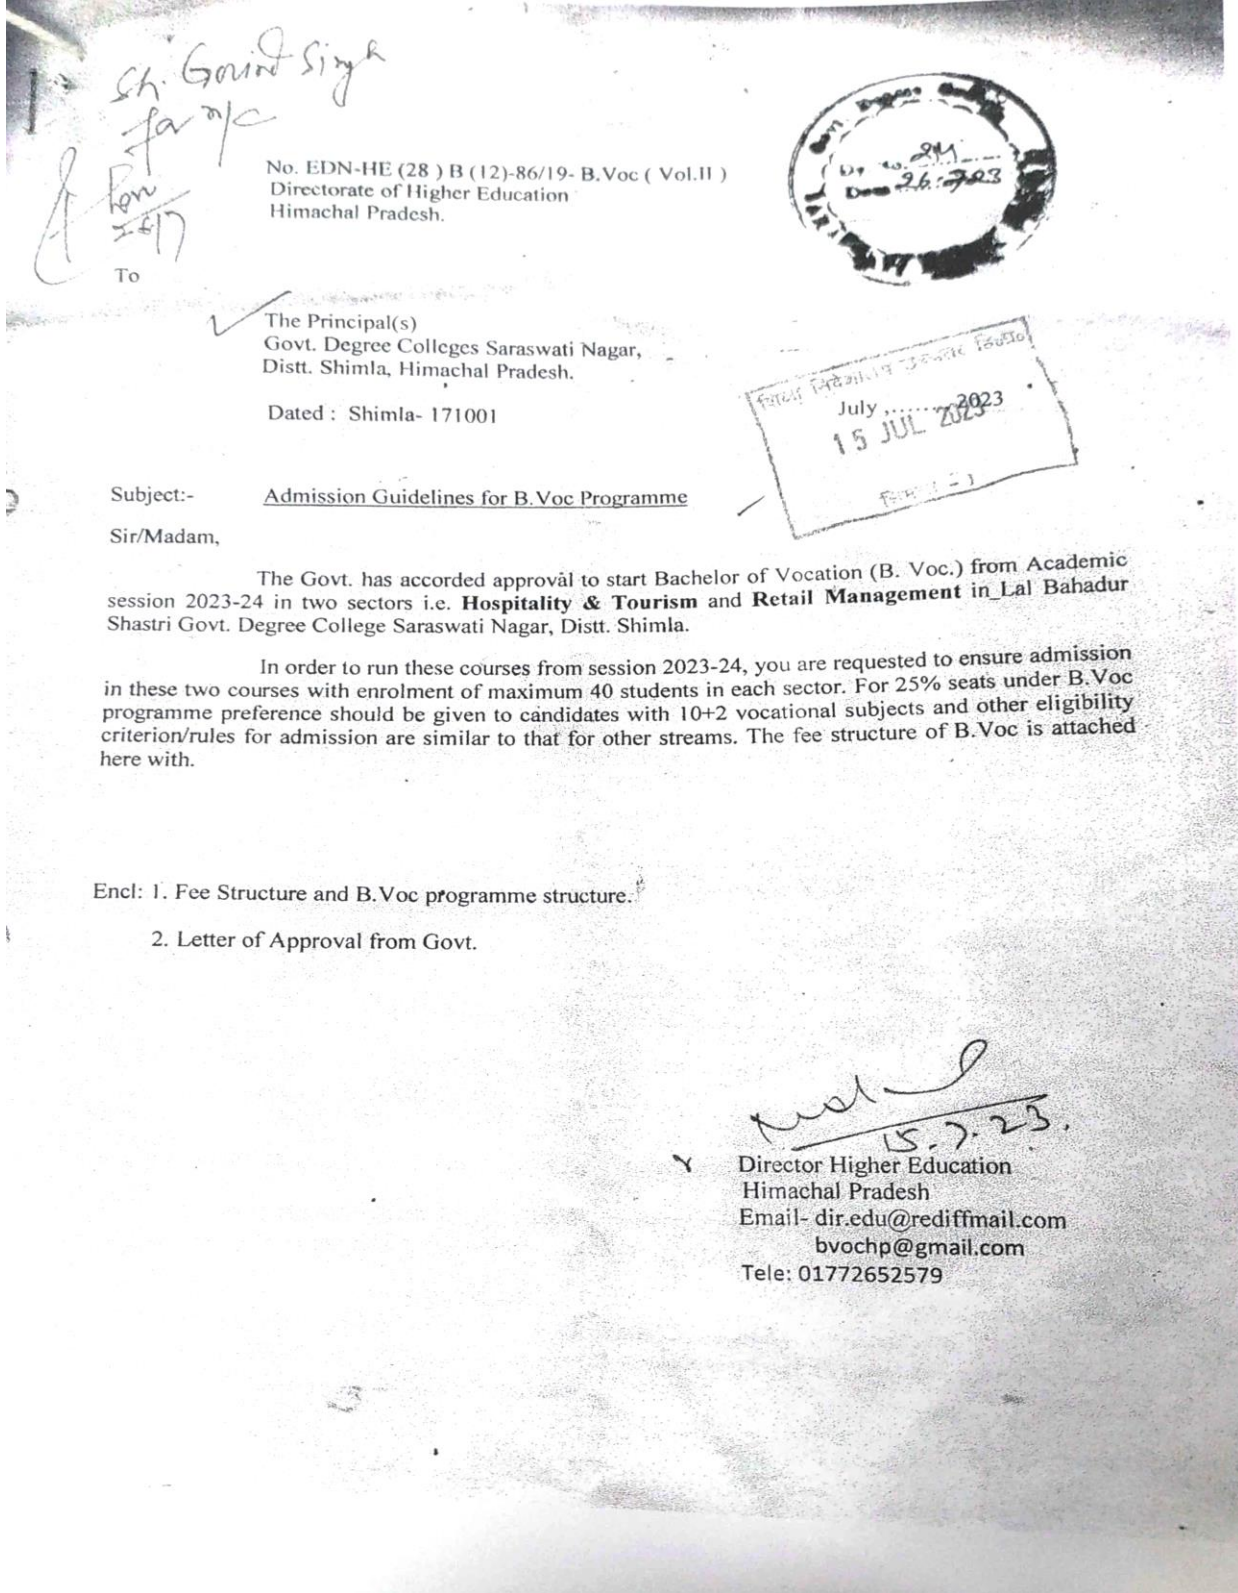 Sh. Govind Singh
for n/c
No. EDN-HE (28 ) B (12)-86/19- B.Voc ( Vol.II )
Directorate of Higher Education
Himachal Pradesh.
26.7.23
To
The Principal(s)
Govt. Degree Colleges Saraswati Nagar,
Distt. Shimla, Himachal Pradesh.
Dated : Shimla- 171001
July ,........2023
15 JUL 2023
Subject:- Admission Guidelines for B.Voc Programme
Sir/Madam,
The Govt. has accorded approval to start Bachelor of Vocation (B. Voc.) from Academic
session 2023-24 in two sectors i.e. Hospitality & Tourism and Retail Management in Lal Bahadur
Shastri Govt. Degree College Saraswati Nagar, Distt. Shimla.
In order to run these courses from session 2023-24, you are requested to ensure admission
in these two courses with enrolment of maximum 40 students in each sector. For 25% seats under B.Voc
programme preference should be given to candidates with 10+2 vocational subjects and other eligibility
criterion/rules for admission are similar to that for other streams. The fee structure of B.Voc is attached
here with.
Encl: 1. Fee Structure and B.Voc programme structure.
2. Letter of Approval from Govt.
15.7.23.
Director Higher Education
Himachal Pradesh
Email- dir.edu@rediffmail.com
bvochp@gmail.com
Tele: 01772652579